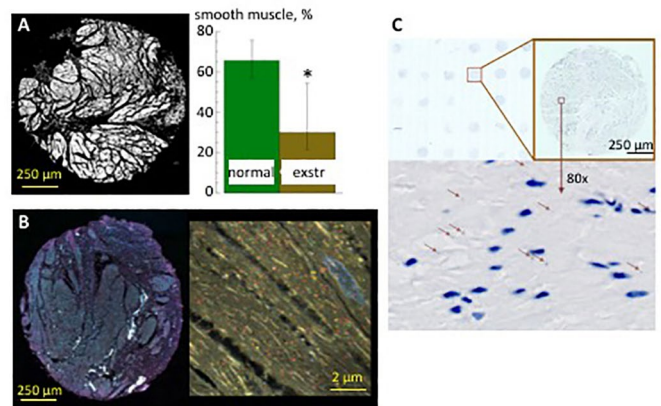 A
250 µm
smooth muscle, %
80
60
40
20
0
*
normal
exstr
B
250 µm
2 µm
C
250 µm
80x